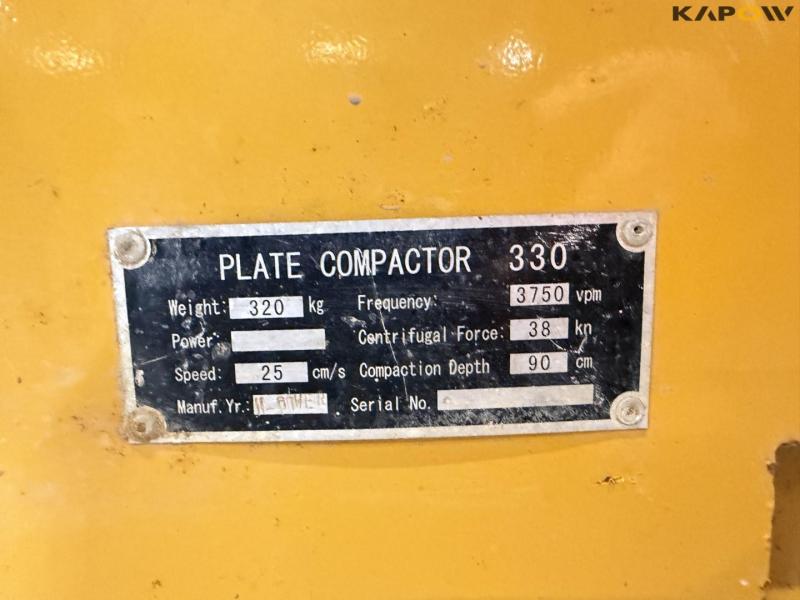 KAPOW
PLATE COMPACTOR 330
Weight: 320 kg Frequency: 3750 vpm
Power: Centrifugal Force: 38 kn
Speed: 25 cm/s Compaction Depth 90 cm
Manuf.Yr.: Serial No.